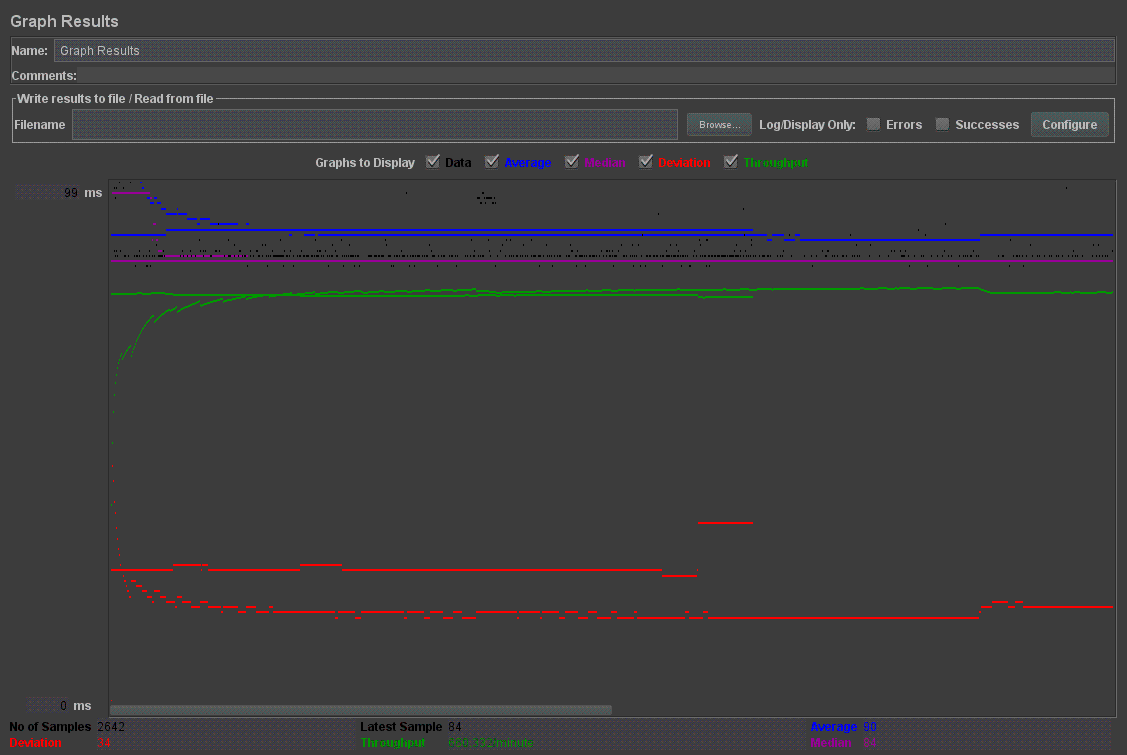 Graph Results
Name: Graph Results
Comments:
Write results to file / Read from file
Filename Browse... Log/Display Only: Errors Successes Configure
Graphs to Display Data Average Median Deviation Throughput
99 ms
0 ms
No of Samples 2642 Latest Sample 84 Average 90
Deviation 34 Throughput Median 84